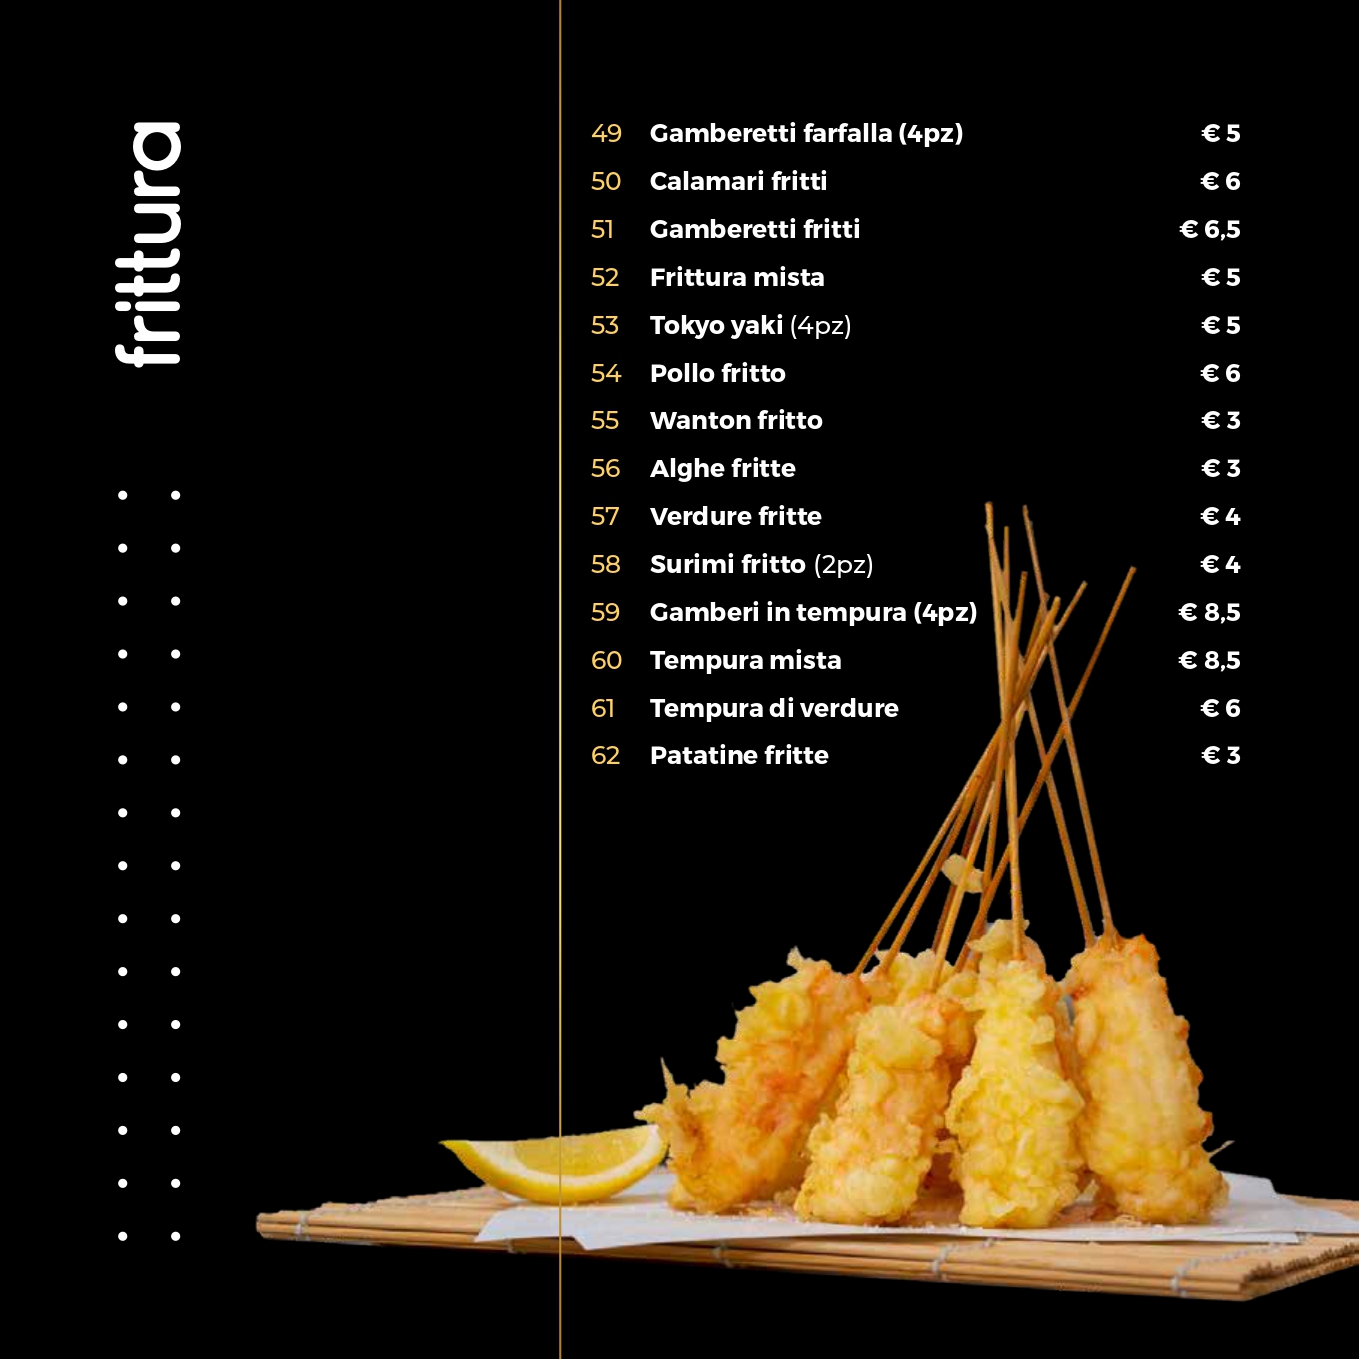 frittura
49 Gamberetti farfalla (4pz) € 5
50 Calamari fritti € 6
51 Gamberetti fritti € 6,5
52 Frittura mista € 5
53 Tokyo yaki (4pz) € 5
54 Pollo fritto € 6
55 Wanton fritto € 3
56 Alghe fritte € 3
57 Verdure fritte € 4
58 Surimi fritto (2pz) € 4
59 Gamberi in tempura (4pz) € 8,5
60 Tempura mista € 8,5
61 Tempura di verdure € 6
62 Patatine fritte € 3